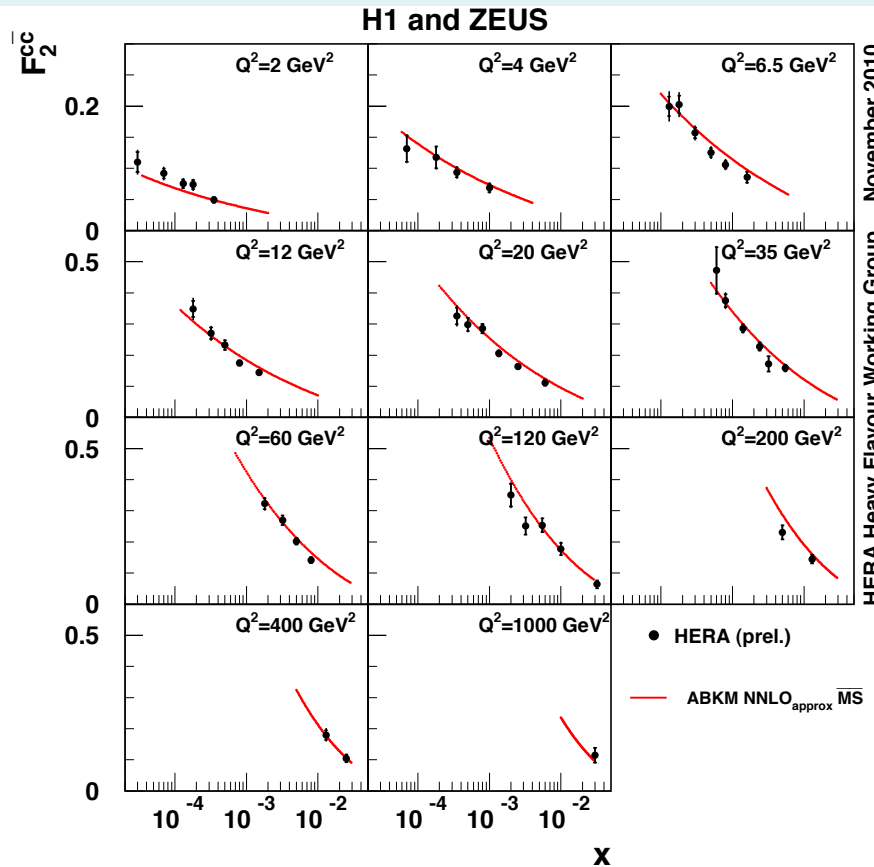 H1 and ZEUS
F₂^cc̄
Q²=2 GeV²
Q²=4 GeV²
Q²=6.5 GeV²
0.2
0
Q²=12 GeV²
Q²=20 GeV²
Q²=35 GeV²
0.5
0
Q²=60 GeV²
Q²=120 GeV²
Q²=200 GeV²
0.5
0
Q²=400 GeV²
Q²=1000 GeV²
0.5
0
HERA (prel.)
ABKM NNLO_approx M̅S̅
10⁻⁴ 10⁻³ 10⁻² 10⁻⁴ 10⁻³ 10⁻²
x
HERA Heavy Flavour Working Group November 2010